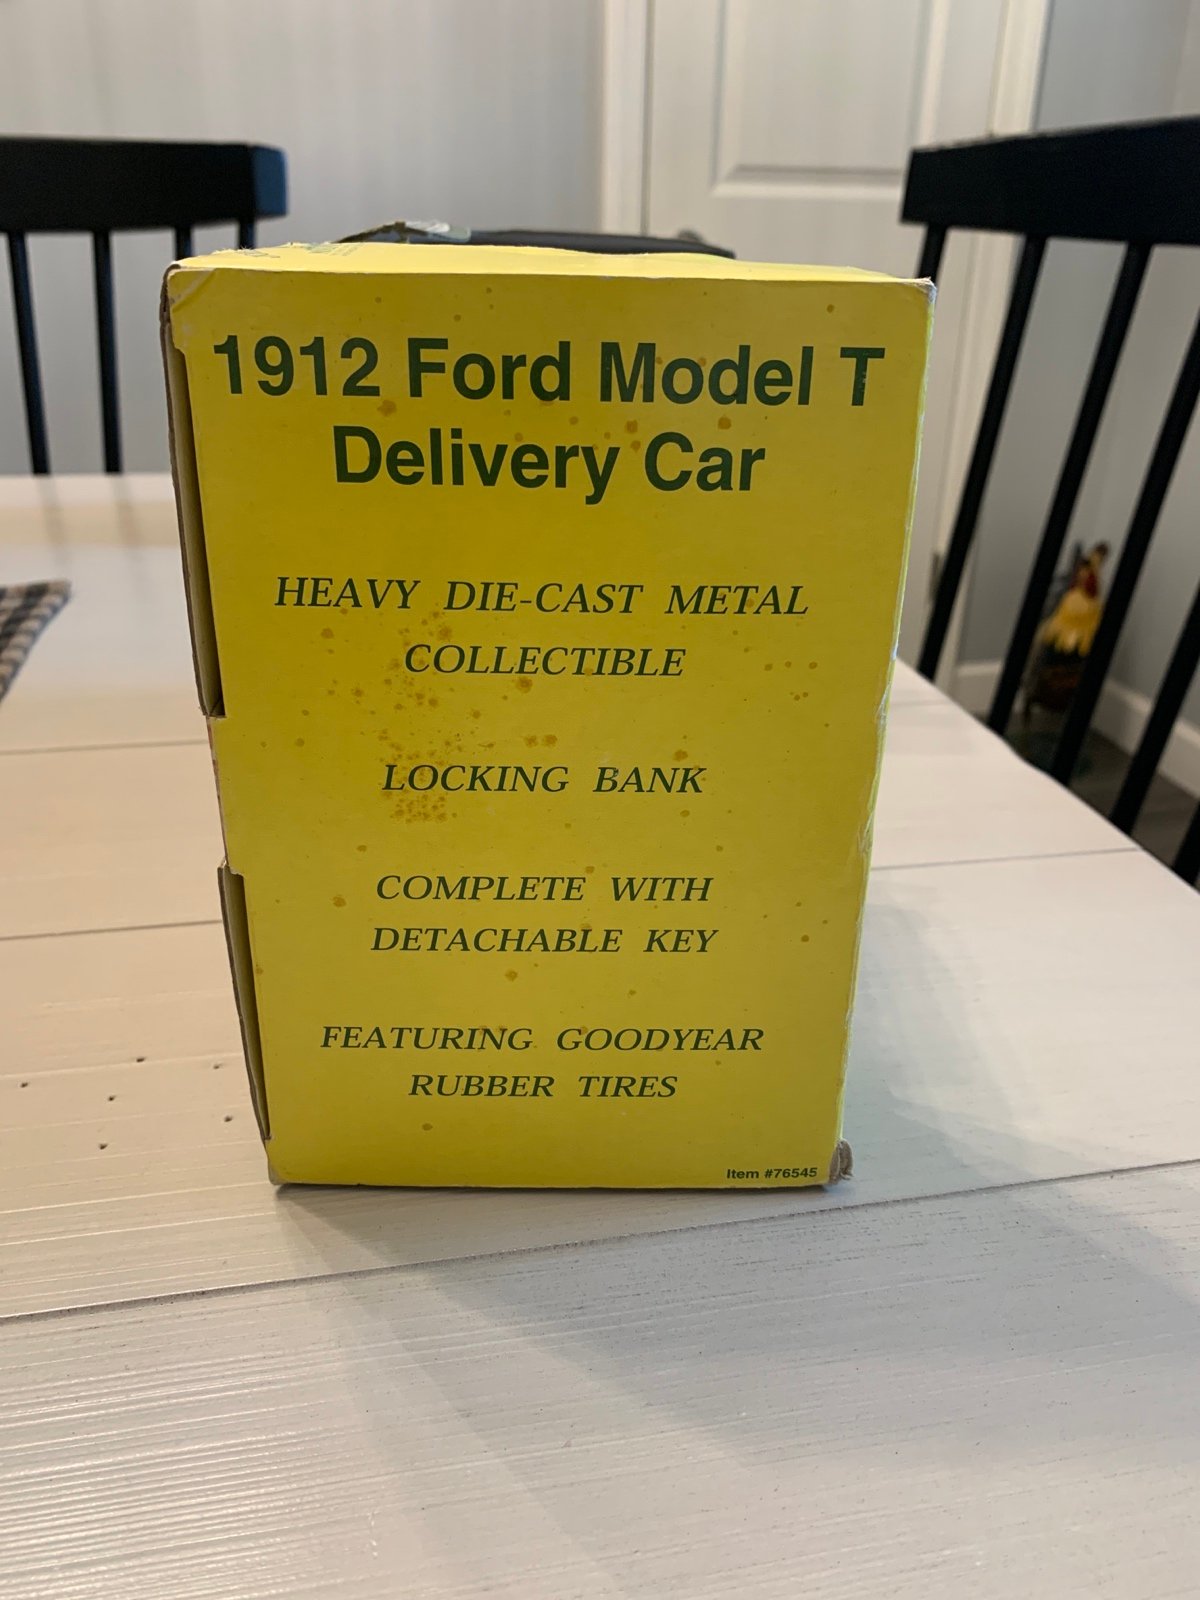 1912 Ford Model T
Delivery Car
HEAVY DIE-CAST METAL
COLLECTIBLE
LOCKING BANK
COMPLETE WITH
DETACHABLE KEY
FEATURING GOODYEAR
RUBBER TIRES
Item #76545